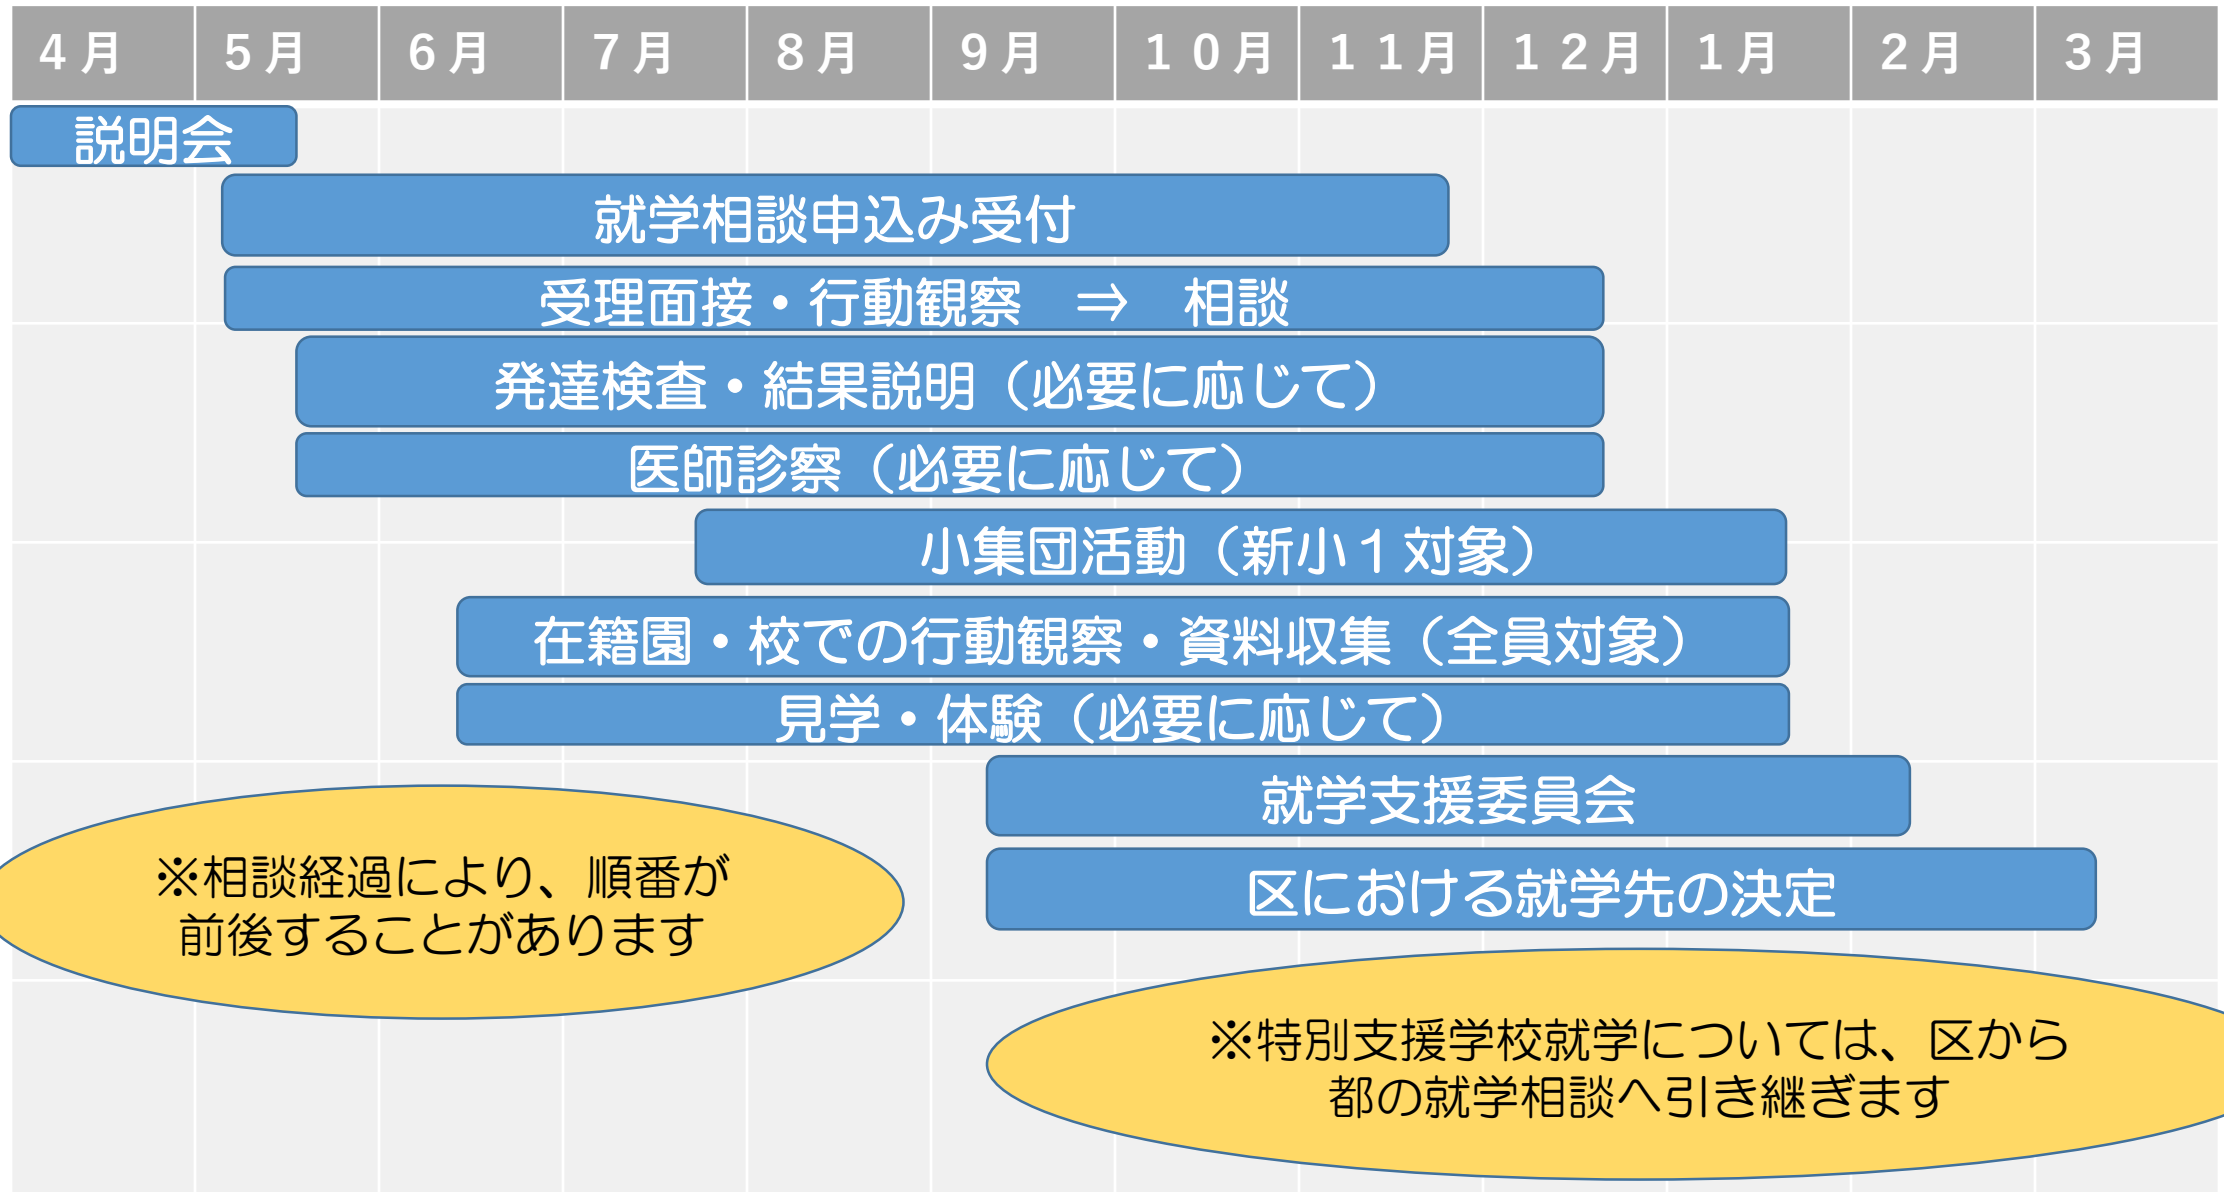 4月 5月 6月 7月 8月 9月 １０月 １１月 １２月 1月 2月 3月
説明会
就学相談申込み受付
受理面接・行動観察　⇒　相談
発達検査・結果説明（必要に応じて）
医師診察（必要に応じて）
小集団活動（新小１対象）
在籍園・校での行動観察・資料収集（全員対象）
見学・体験（必要に応じて）
就学支援委員会
区における就学先の決定
※相談経過により、順番が
前後することがあります
※特別支援学校就学については、区から
都の就学相談へ引き継ぎます